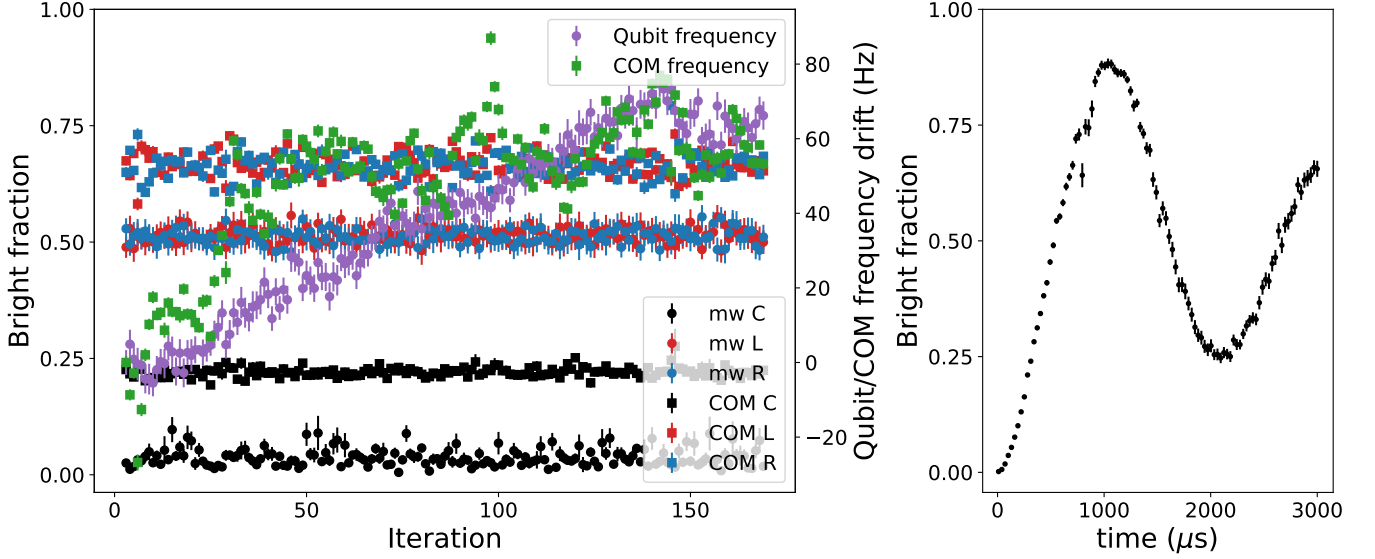 1.00
0.75
0.50
0.25
0.00
Bright fraction
0
50
100
150
Iteration
Qubit frequency
COM frequency
mw C
mw L
mw R
COM C
COM L
COM R
80
60
40
20
0
−20
Qubit/COM frequency drift (Hz)
1.00
0.75
0.50
0.25
0.00
Bright fraction
0
1000
2000
3000
time (μs)